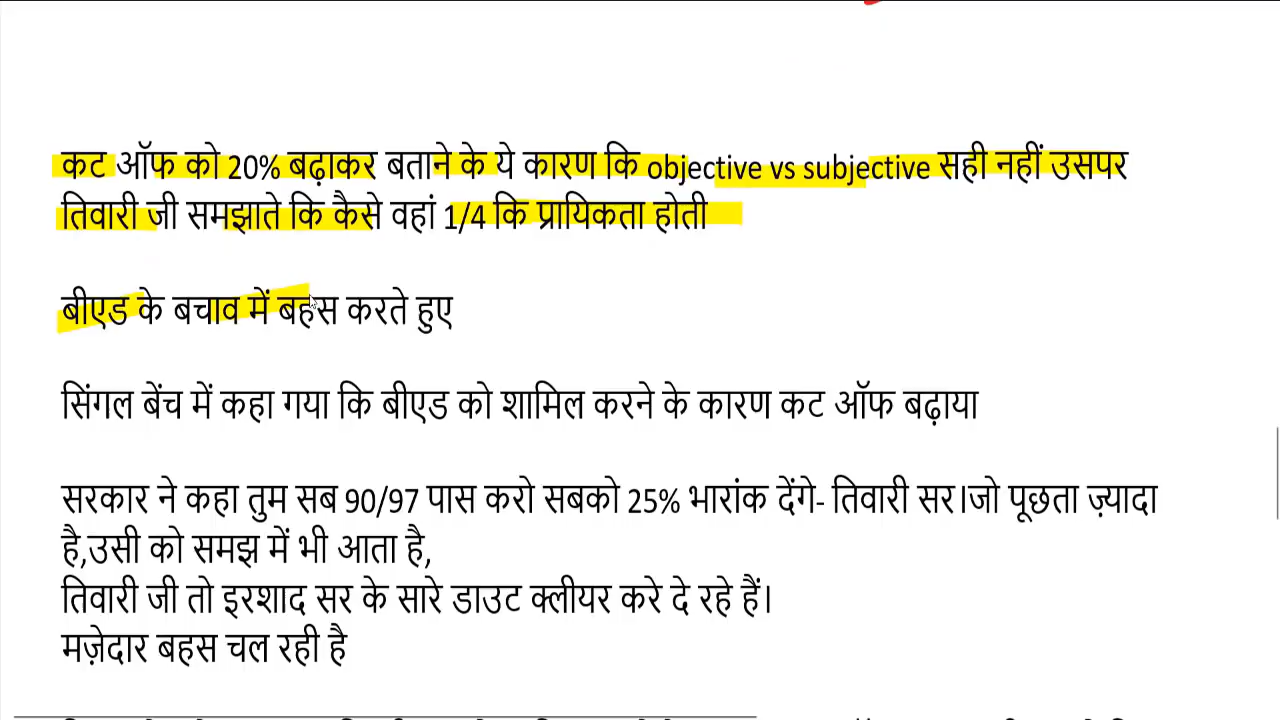 कट ऑफ को 20% बढ़ाकर बताने के ये कारण कि objective vs subjective सही नहीं उसपर
तिवारी जी समझाते कि कैसे वहां 1/4 कि प्रायिकता होती
बीएड के बचाव में बहस करते हुए
सिंगल बेंच में कहा गया कि बीएड को शामिल करने के कारण कट ऑफ बढ़ाया
सरकार ने कहा तुम सब 90/97 पास करो सबको 25% भारांक देंगे- तिवारी सर।जो पूछता ज़्यादा
है,उसी को समझ में भी आता है,
तिवारी जी तो इरशाद सर के सारे डाउट क्लीयर करे दे रहे हैं।
मज़ेदार बहस चल रही है